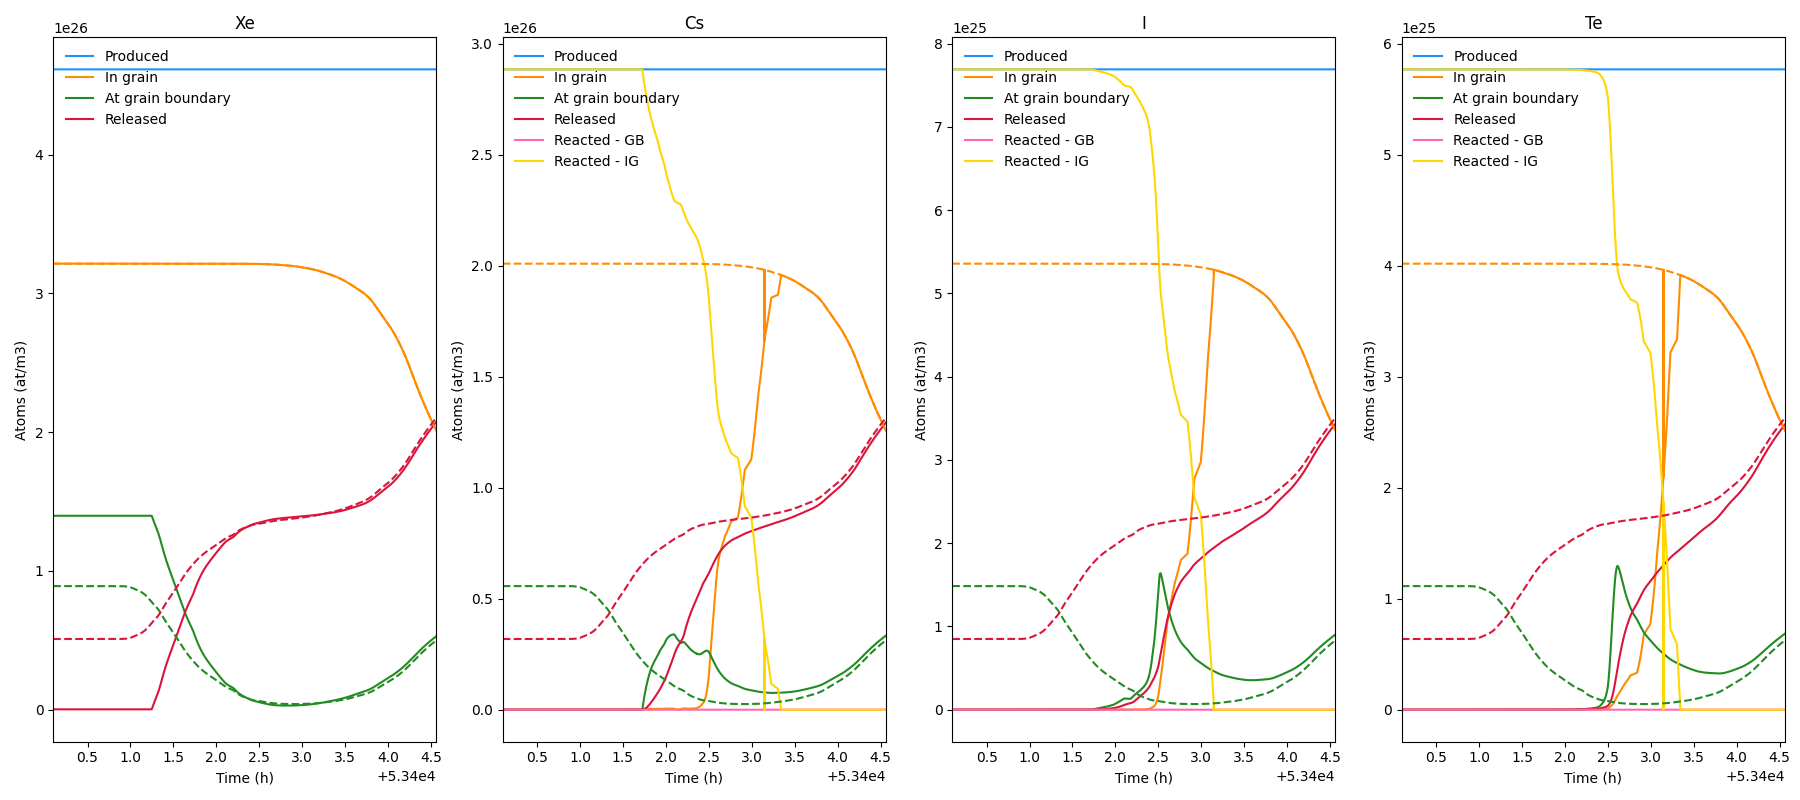 Xe
1e26
Produced
In grain
At grain boundary
Released
4
3
2
1
0
Atoms (at/m3)
0.5 1.0 1.5 2.0 2.5 3.0 3.5 4.0 4.5
Time (h)
+5.34e4
Cs
1e26
Produced
In grain
At grain boundary
Released
Reacted - GB
Reacted - IG
3.0
2.5
2.0
1.5
1.0
0.5
0.0
Atoms (at/m3)
0.5 1.0 1.5 2.0 2.5 3.0 3.5 4.0 4.5
Time (h)
+5.34e4
I
1e25
Produced
In grain
At grain boundary
Released
Reacted - GB
Reacted - IG
8
7
6
5
4
3
2
1
0
Atoms (at/m3)
0.5 1.0 1.5 2.0 2.5 3.0 3.5 4.0 4.5
Time (h)
+5.34e4
Te
1e25
Produced
In grain
At grain boundary
Released
Reacted - GB
Reacted - IG
6
5
4
3
2
1
0
Atoms (at/m3)
0.5 1.0 1.5 2.0 2.5 3.0 3.5 4.0 4.5
Time (h)
+5.34e4